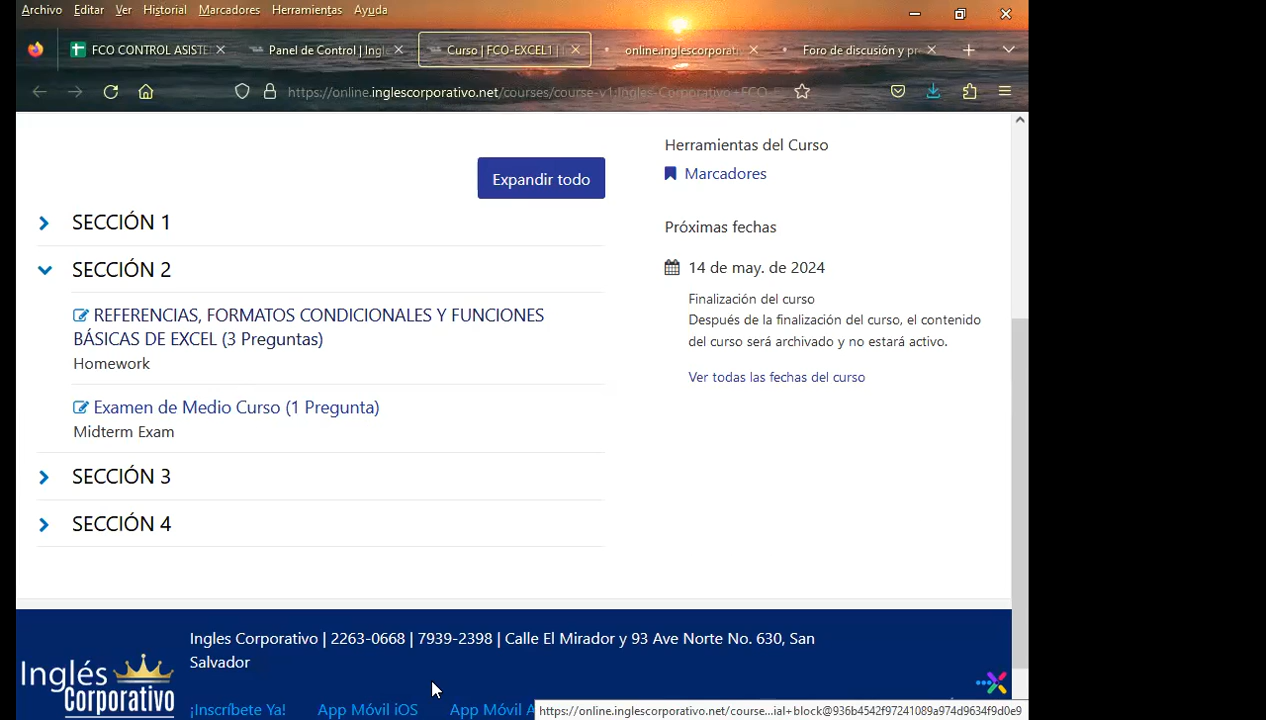 Archivo Editar Ver Historial Marcadores Herramientas Ayuda
FCO CONTROL ASISTE Panel de Control | Ingl Curso | FCO-EXCEL1 | online.inglescorporati Foro de discusión y pr
https://online.inglescorporativo.net/courses/course-v1:Ingles-Corporativo+FCO
Expandir todo
SECCIÓN 1
SECCIÓN 2
REFERENCIAS, FORMATOS CONDICIONALES Y FUNCIONES
BÁSICAS DE EXCEL (3 Preguntas)
Homework
Examen de Medio Curso (1 Pregunta)
Midterm Exam
SECCIÓN 3
SECCIÓN 4
Herramientas del Curso
Marcadores
Próximas fechas
14 de may. de 2024
Finalización del curso
Después de la finalización del curso, el contenido
del curso será archivado y no estará activo.
Ver todas las fechas del curso
Inglés
Corporativo
Ingles Corporativo | 2263-0668 | 7939-2398 | Calle El Mirador y 93 Ave Norte No. 630, San
Salvador
¡Inscríbete Ya! App Móvil iOS App Móvil A
https://online.inglescorporativo.net/course...ial+block@936b4542f97241089a974d9634f9d0e9